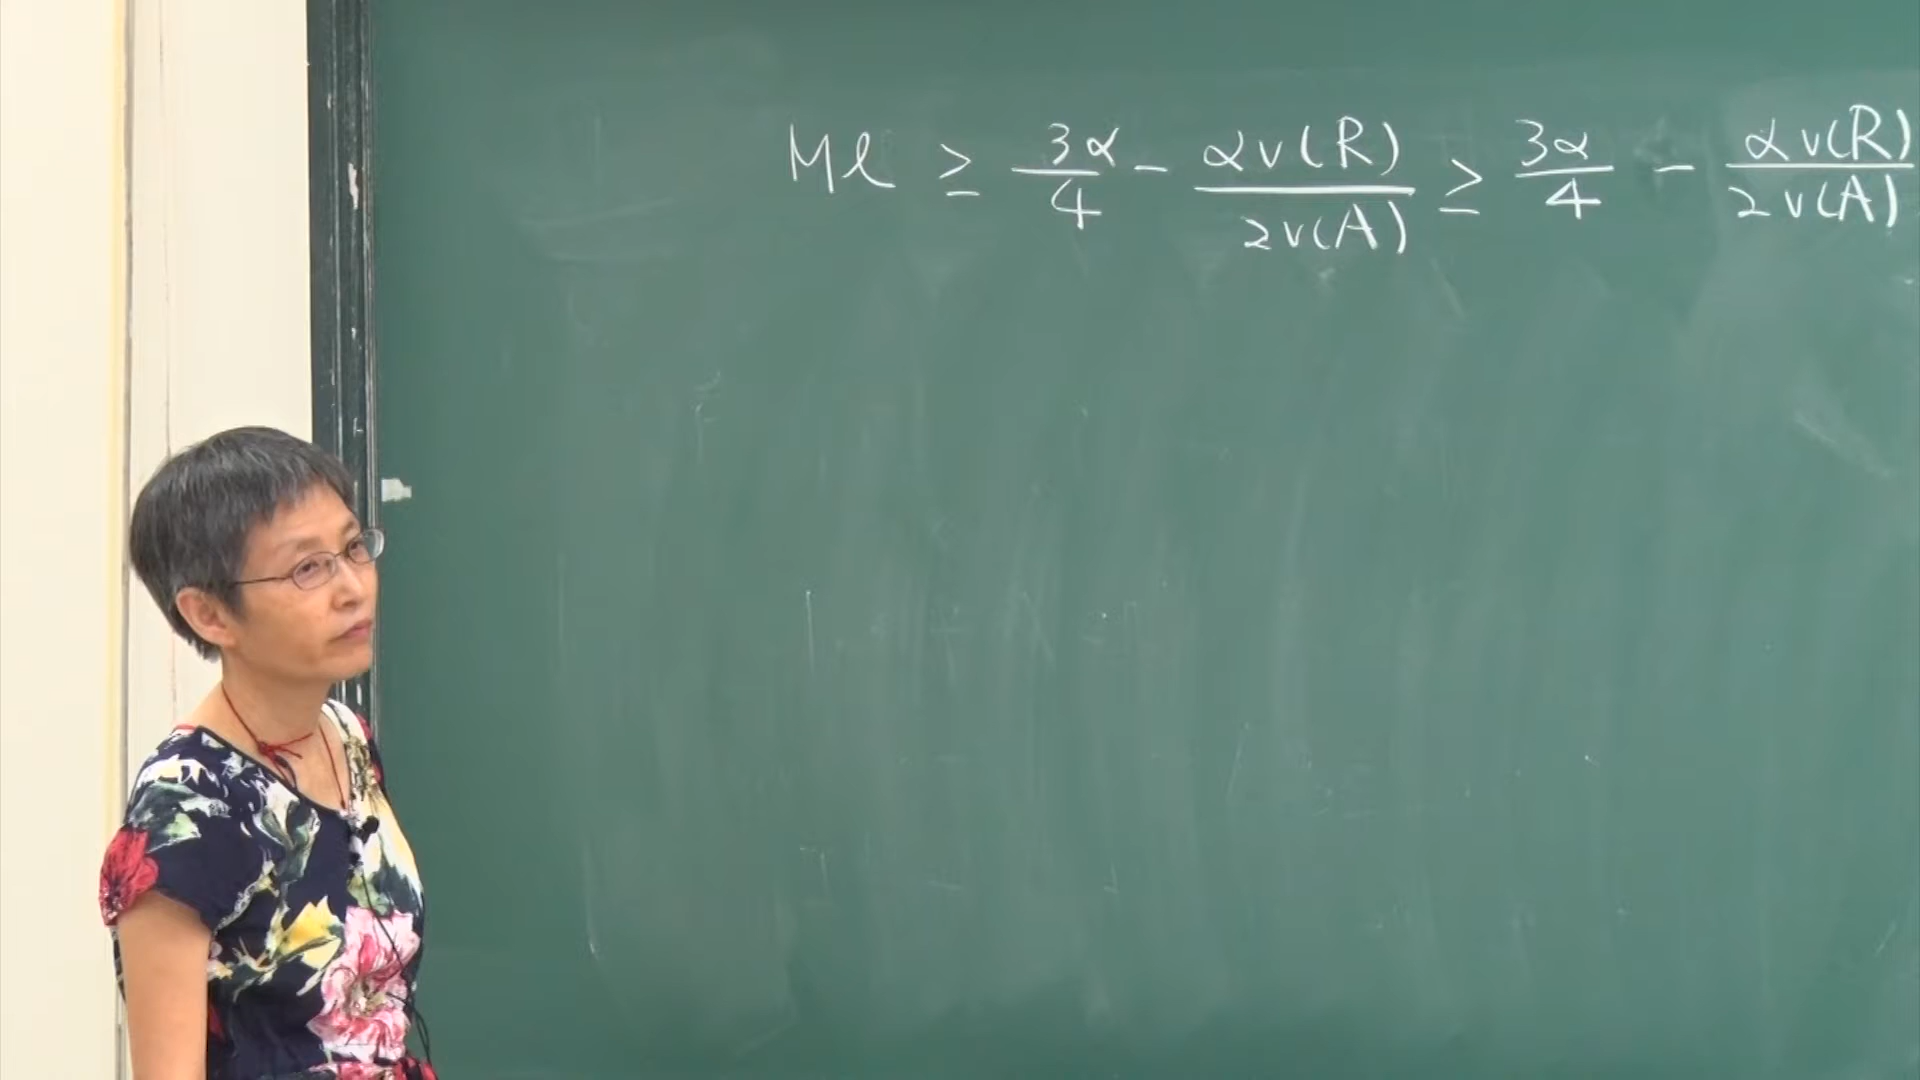 Ml ≥ 3α/4 - αv(R)/2v(A) ≥ 3α/4 - αv(R)/2v(A)